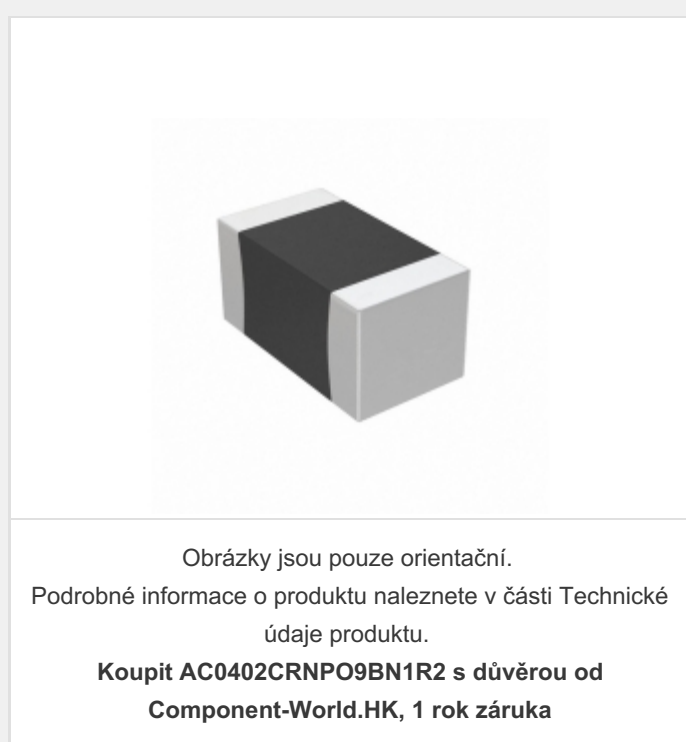 Obrázky jsou pouze orientační.
Podrobné informace o produktu naleznete v části Technické
údaje produktu.
Koupit AC0402CRNPO9BN1R2 s důvěrou od
Component-World.HK, 1 rok záruka